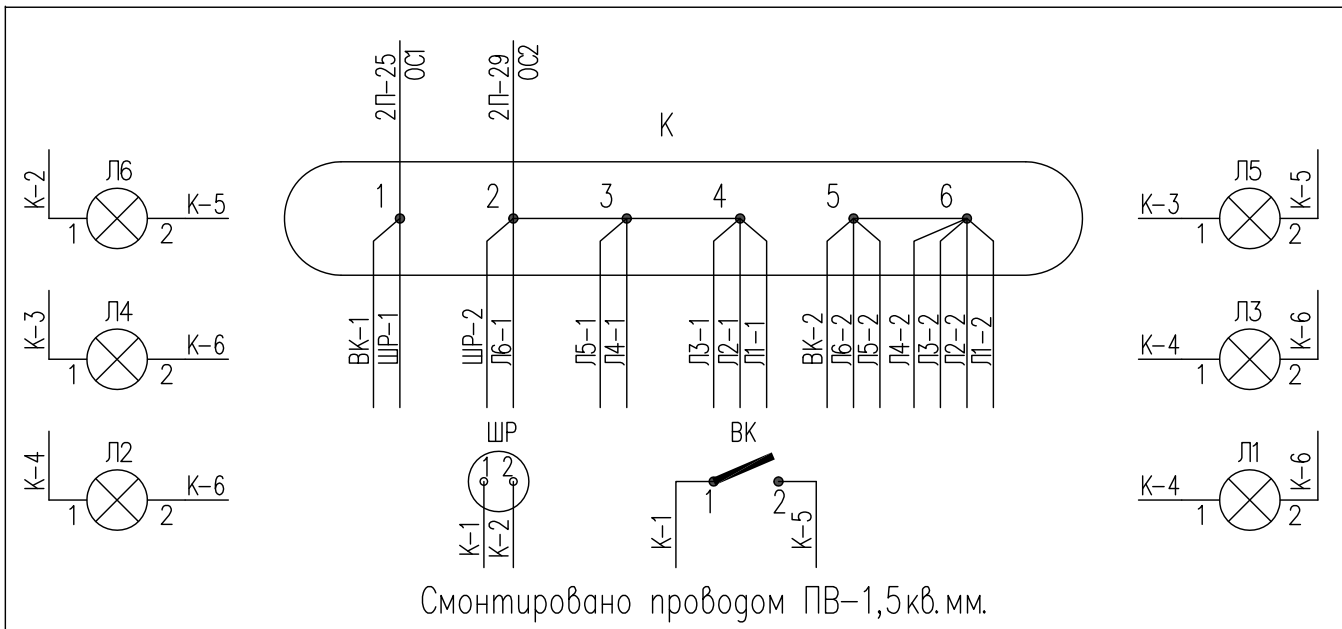 2П-25
ОС1
2П-29
ОС2
К
К-2
Л6
К-5
1
2
1
2
3
4
5
6
К-3
Л5
К-5
1
2
К-3
Л4
К-6
1
2
ВК-1
ШР-1
ШР-2
Л6-1
Л5-1
Л4-1
Л3-1
Л2-1
Л1-1
ВК-2
Л6-2
Л5-2
Л4-2
Л3-2
Л2-2
Л1-2
К-4
Л3
К-6
1
2
К-4
Л2
К-6
1
2
ШР
1 2
К-1
К-2
ВК
1
2
К-1
К-5
К-4
Л1
К-6
1
2
Смонтировано проводом ПВ-1,5кв.мм.